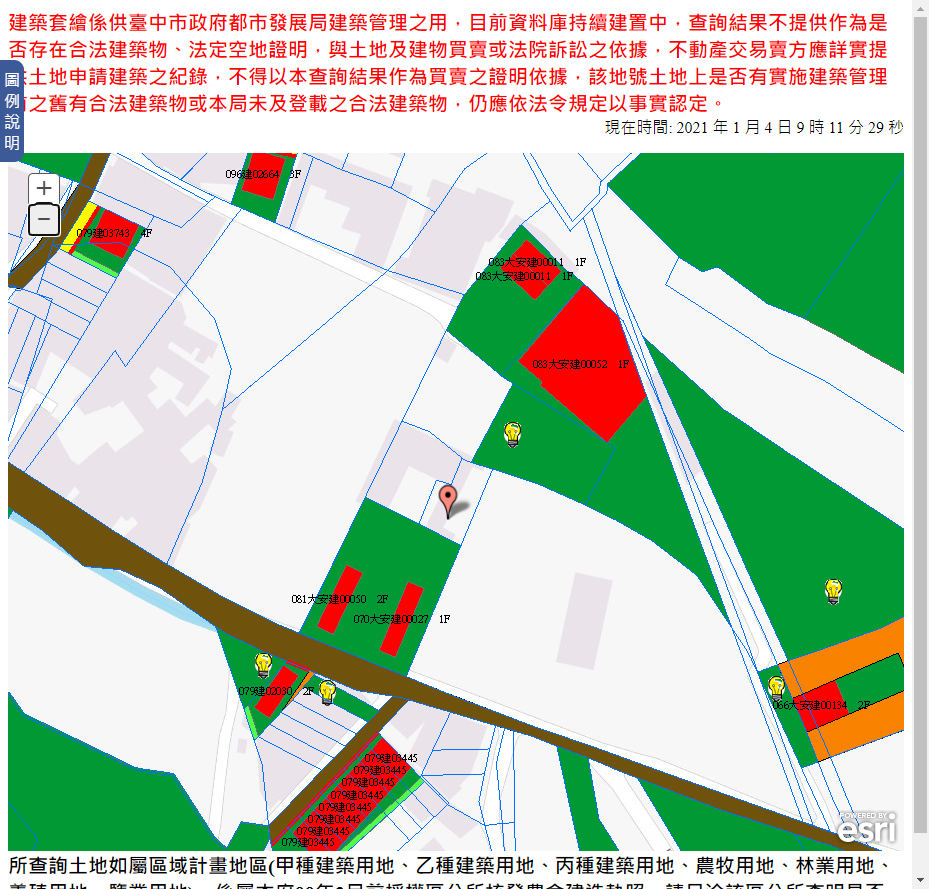 建築套繪係供臺中市政府都市發展局建築管理之用，目前資料庫持續建置中，查詢結果不提供作為是
否存在合法建築物、法定空地證明，與土地及建物買賣或法院訴訟之依據，不動產交易賣方應詳實提
土地申請建築之紀錄，不得以本查詢結果作為買賣之證明依據，該地號土地上是否有實施建築管理
之舊有合法建築物或本局未及登載之合法建築物，仍應依法令規定以事實認定。
圖例說明
現在時間: 2021 年 1 月 4 日 9 時 11 分 29 秒
+
−
096建02664 3F
079建03743 4F
083大安建00011 1F
083大安建00011 1F
083大安建00052 1F
081大安建00050 2F
070大安建00027 1F
079建02030 2F
066大安建00134 2F
079建03445
079建03445
079建03445
079建03445
079建03445
079建03445
079建03445
079建03445
POWERED BY
esri
所查詢土地如屬區域計畫地區(甲種建築用地、乙種建築用地、丙種建築用地、農牧用地、林業用地、